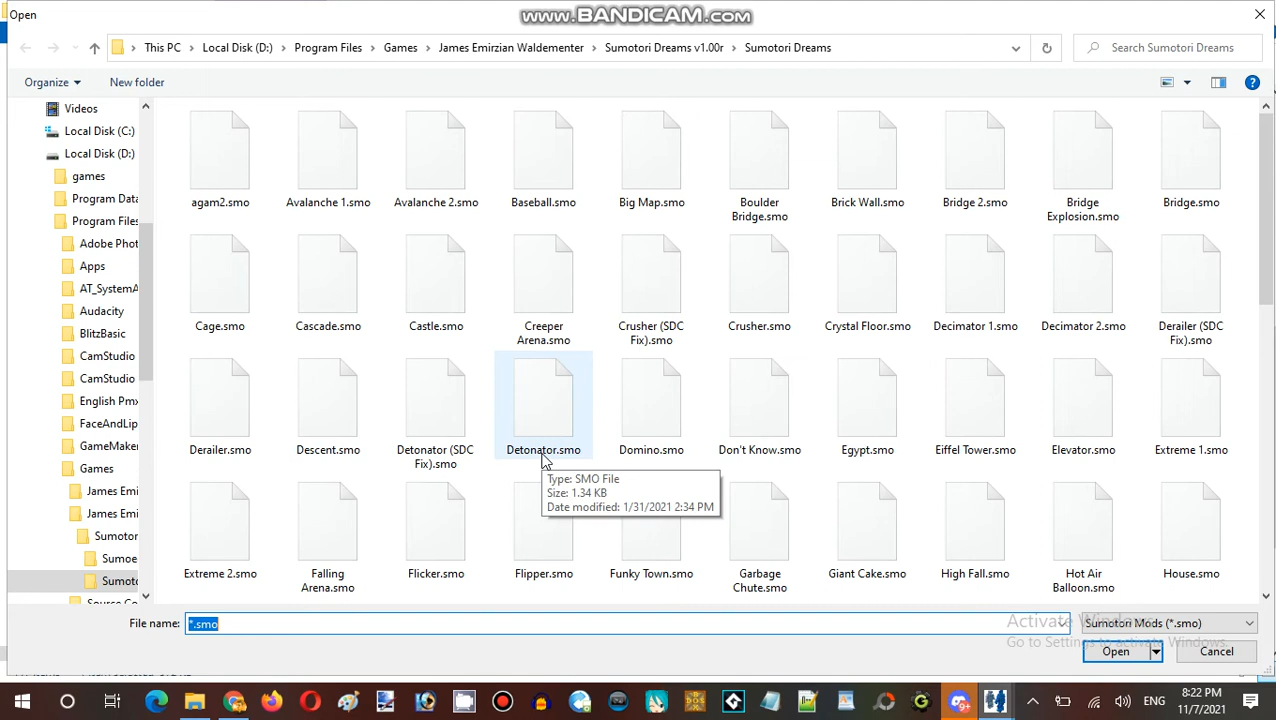 Open
www.BANDICAM.com
This PC > Local Disk (D:) > Program Files > Games > James Emirzian Waldementer > Sumotori Dreams v1.00r > Sumotori Dreams
Search Sumotori Dreams
Organize
New folder
Videos
Local Disk (C:)
Local Disk (D:)
games
Program Data
Program Files
Adobe Phot
Apps
AT_SystemA
Audacity
BlitzBasic
CamStudio
CamStudio
English Pmx
FaceAndLip
GameMaker
Games
James Emi
James Emi
Sumotor
Sumoe
Sumoto
Source Co
agam2.smo
Avalanche 1.smo
Avalanche 2.smo
Baseball.smo
Big Map.smo
Boulder
Bridge.smo
Brick Wall.smo
Bridge 2.smo
Bridge
Explosion.smo
Bridge.smo
Cage.smo
Cascade.smo
Castle.smo
Creeper
Arena.smo
Crusher (SDC
Fix).smo
Crusher.smo
Crystal Floor.smo
Decimator 1.smo
Decimator 2.smo
Derailer (SDC
Fix).smo
Derailer.smo
Descent.smo
Detonator (SDC
Fix).smo
Detonator.smo
Domino.smo
Don't Know.smo
Egypt.smo
Eiffel Tower.smo
Elevator.smo
Extreme 1.smo
Type: SMO File
Size: 1.34 KB
Date modified: 1/31/2021 2:34 PM
Extreme 2.smo
Falling
Arena.smo
Flicker.smo
Flipper.smo
Funky Town.smo
Garbage
Chute.smo
Giant Cake.smo
High Fall.smo
Hot Air
Balloon.smo
House.smo
File name:
*.smo
Sumotori Mods (*.smo)
Activate Windows
Go to Settings to activate Windows.
Open
Cancel
9+
ENG
8:22 PM
11/7/2021